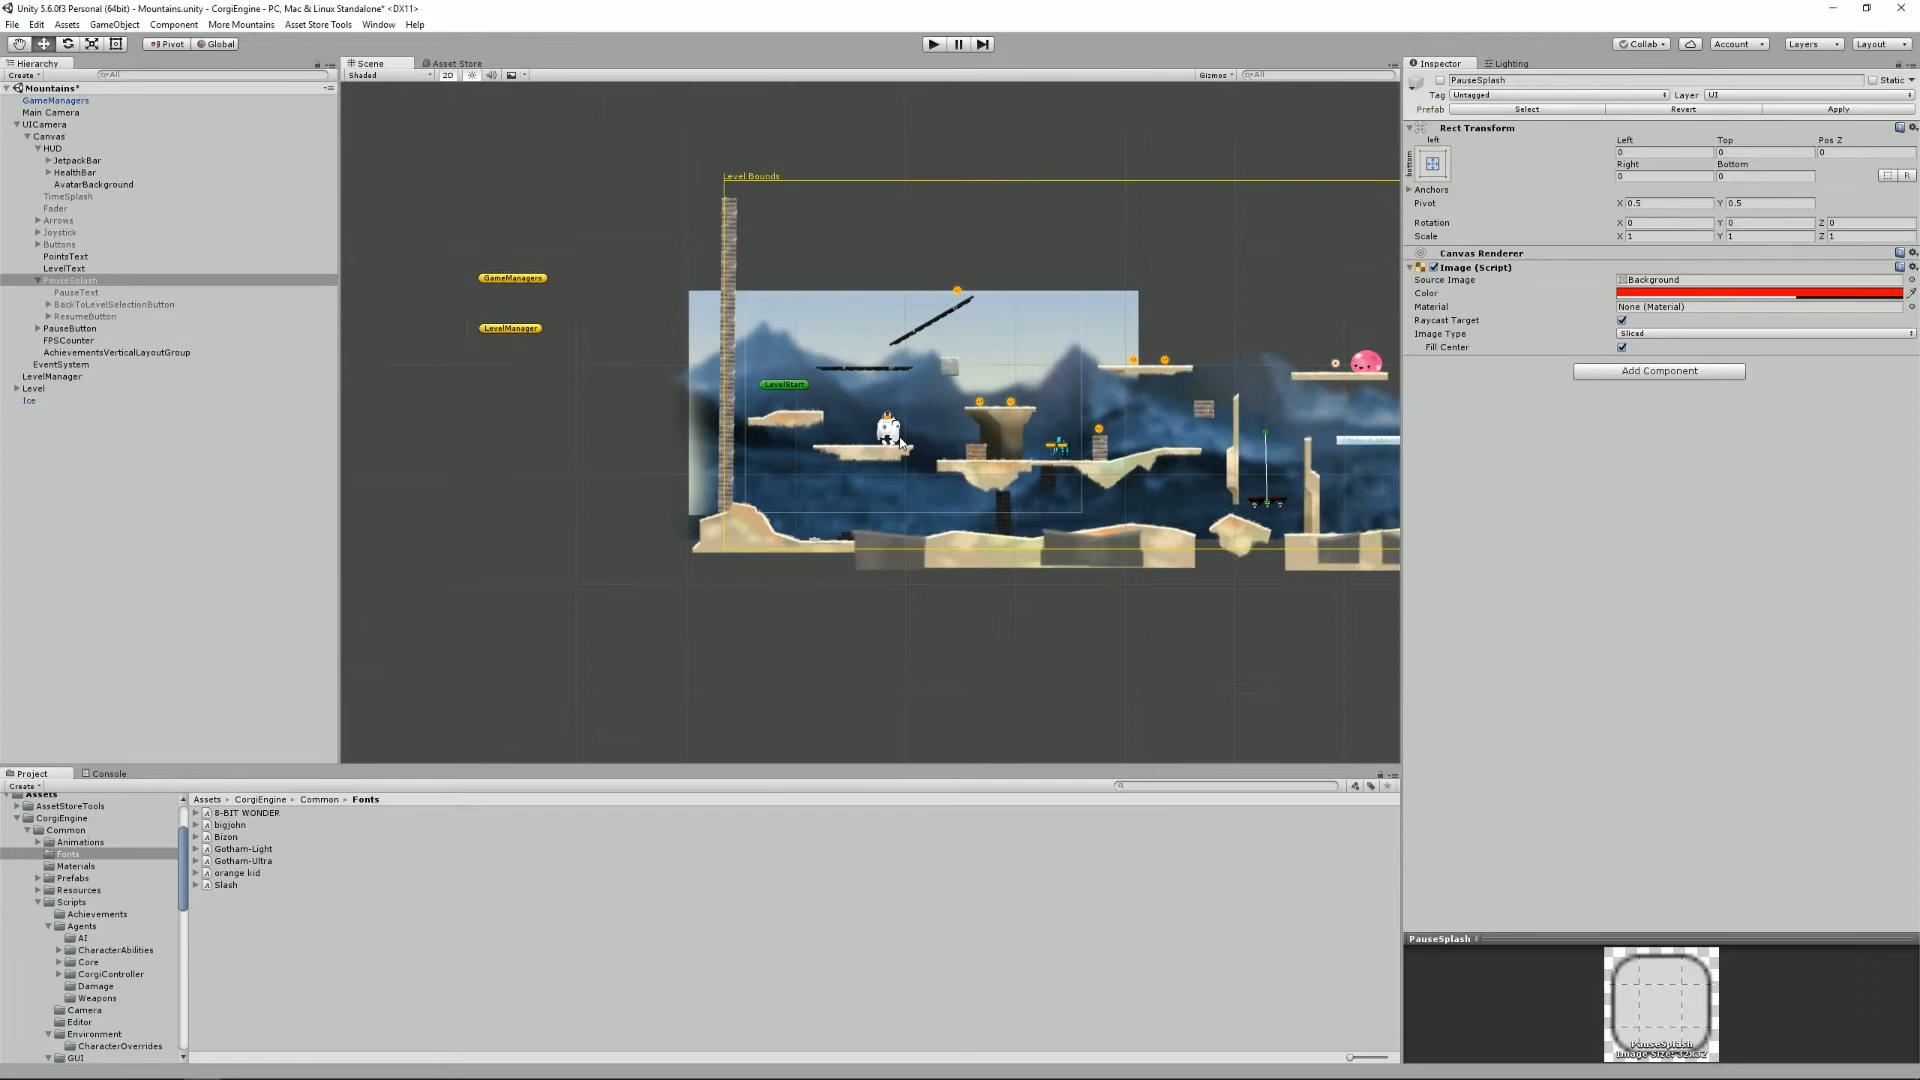 Unity 5.6.0f3 Personal (64bit) - Mountains.unity - CorgiEngine - PC, Mac & Linux Standalone* <DX11>
File Edit Assets GameObject Component More Mountains Asset Store Tools Window Help
Pivot Global Collab Account Layers Layout
Hierarchy
Create All
Mountains*
GameManagers
Main Camera
UICamera
Canvas
HUD
JetpackBar
HealthBar
AvatarBackground
TimeSplash
Fader
Arrows
Joystick
Buttons
PointsText
LevelText
PauseSplash
PauseText
BackToLevelSelectionButton
ResumeButton
PauseButton
FPSCounter
AchievementsVerticalLayoutGroup
EventSystem
LevelManager
Level
Ice
Scene Asset Store
Shaded 2D Gizmos All
Level Bounds
GameManagers
LevelManager
LevelStart
Inspector Lighting
PauseSplash Static
Tag Untagged Layer UI
Prefab Select Revert Apply
Rect Transform
left Left Top Pos Z
bottom 0 0 0
Right Bottom
0 0 R
Anchors
Pivot X 0.5 Y 0.5
Rotation X 0 Y 0 Z 0
Scale X 1 Y 1 Z 1
Canvas Renderer
Image (Script)
Source Image Background
Color
Material None (Material)
Raycast Target
Image Type Sliced
Fill Center
Add Component
Project Console
Create
Assets
AssetStoreTools
CorgiEngine
Common
Animations
Fonts
Materials
Prefabs
Resources
Scripts
Achievements
Agents
AI
CharacterAbilities
Core
CorgiController
Damage
Weapons
Camera
Editor
Environment
CharacterOverrides
GUI
Assets CorgiEngine Common Fonts
8-BIT WONDER
bigjohn
Bizon
Gotham-Light
Gotham-Ultra
orange kid
Slash
PauseSplash
PauseSplash
Image Size: 32x32